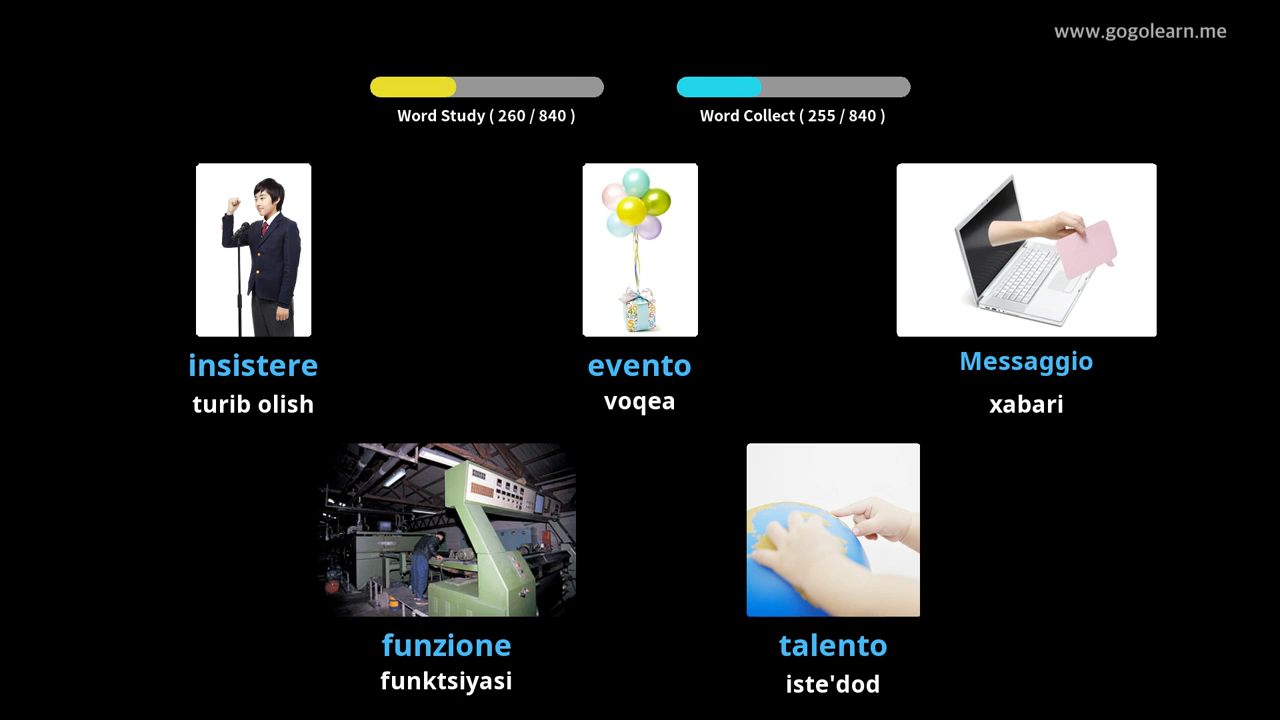 www.gogolearn.me
Word Study ( 260 / 840 )
Word Collect ( 255 / 840 )
insistere
turib olish
evento
voqea
Messaggio
xabari
funzione
funktsiyasi
talento
iste'dod